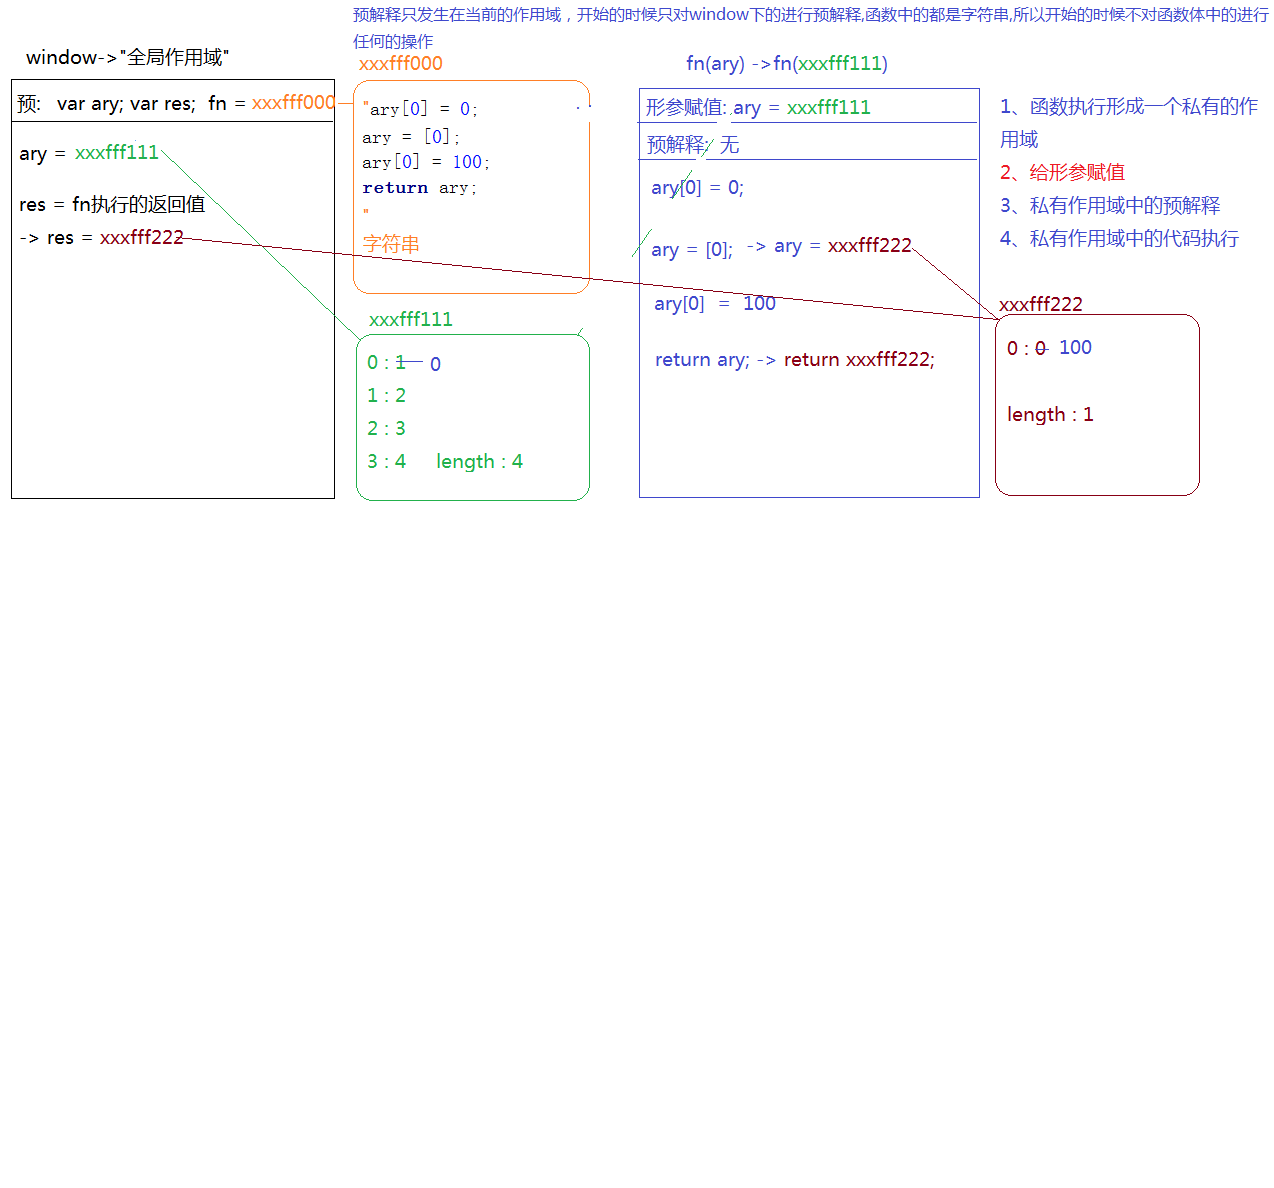 预解释只发生在当前的作用域，开始的时候只对window下的进行预解释,函数中的都是字符串,所以开始的时候不对函数体中的进行
任何的操作
window->"全局作用域"
预: var ary; var res; fn = xxxfff000
ary = xxxfff111
res = fn执行的返回值
-> res = xxxfff222
xxxfff000
"ary[0] = 0;
ary = [0];
ary[0] = 100;
return ary;
"
字符串
xxxfff111
0 : 1 0
1 : 2
2 : 3
3 : 4 length : 4
fn(ary) ->fn(xxxfff111)
形参赋值: ary = xxxfff111
预解释: 无
ary[0] = 0;
ary = [0]; -> ary = xxxfff222
ary[0] = 100
return ary; -> return xxxfff222;
1、函数执行形成一个私有的作
用域
2、给形参赋值
3、私有作用域中的预解释
4、私有作用域中的代码执行
xxxfff222
0 : 0 100
length : 1